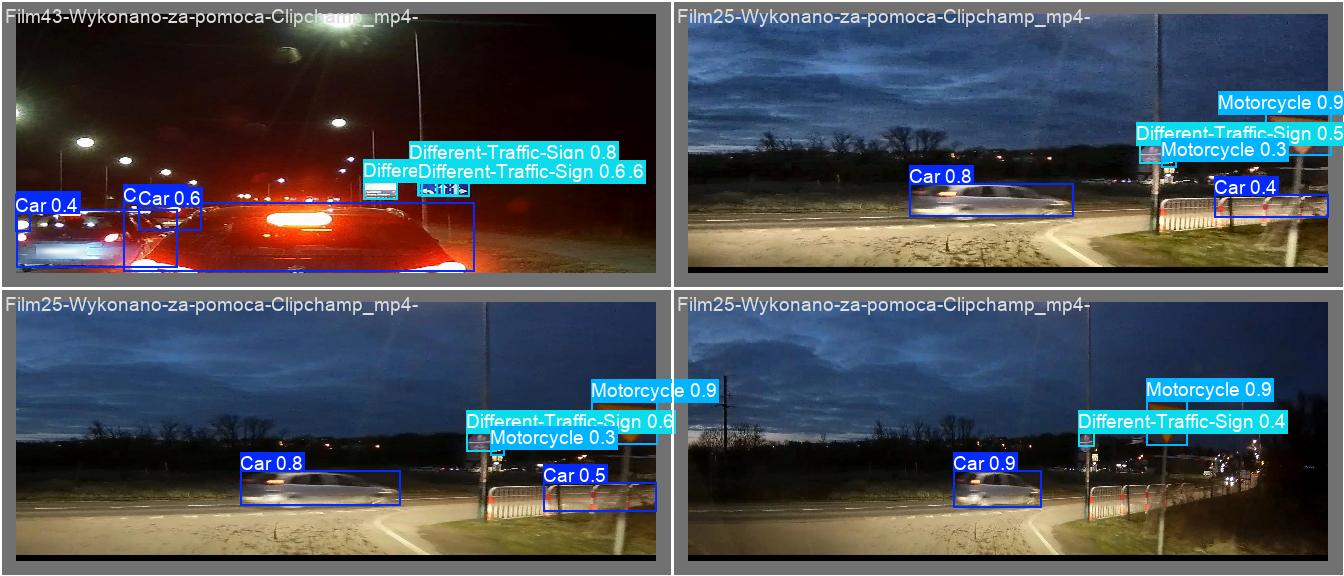 Film43-Wykonano-za-pomoca-Clipchamp_mp4-
Different-Traffic-Sign 0.8
Differe
Different-Traffic-Sign 0.6
.6
Car 0.4
C
Car 0.6
Film25-Wykonano-za-pomoca-Clipchamp_mp4-
Motorcycle 0.9
Different-Traffic-Sign 0.5
Motorcycle 0.3
Car 0.8
Car 0.4
Film25-Wykonano-za-pomoca-Clipchamp_mp4-
Motorcycle 0.9
Different-Traffic-Sign 0.6
Motorcycle 0.3
Car 0.8
Car 0.5
Film25-Wykonano-za-pomoca-Clipchamp_mp4-
Motorcycle 0.9
Different-Traffic-Sign 0.4
Car 0.9